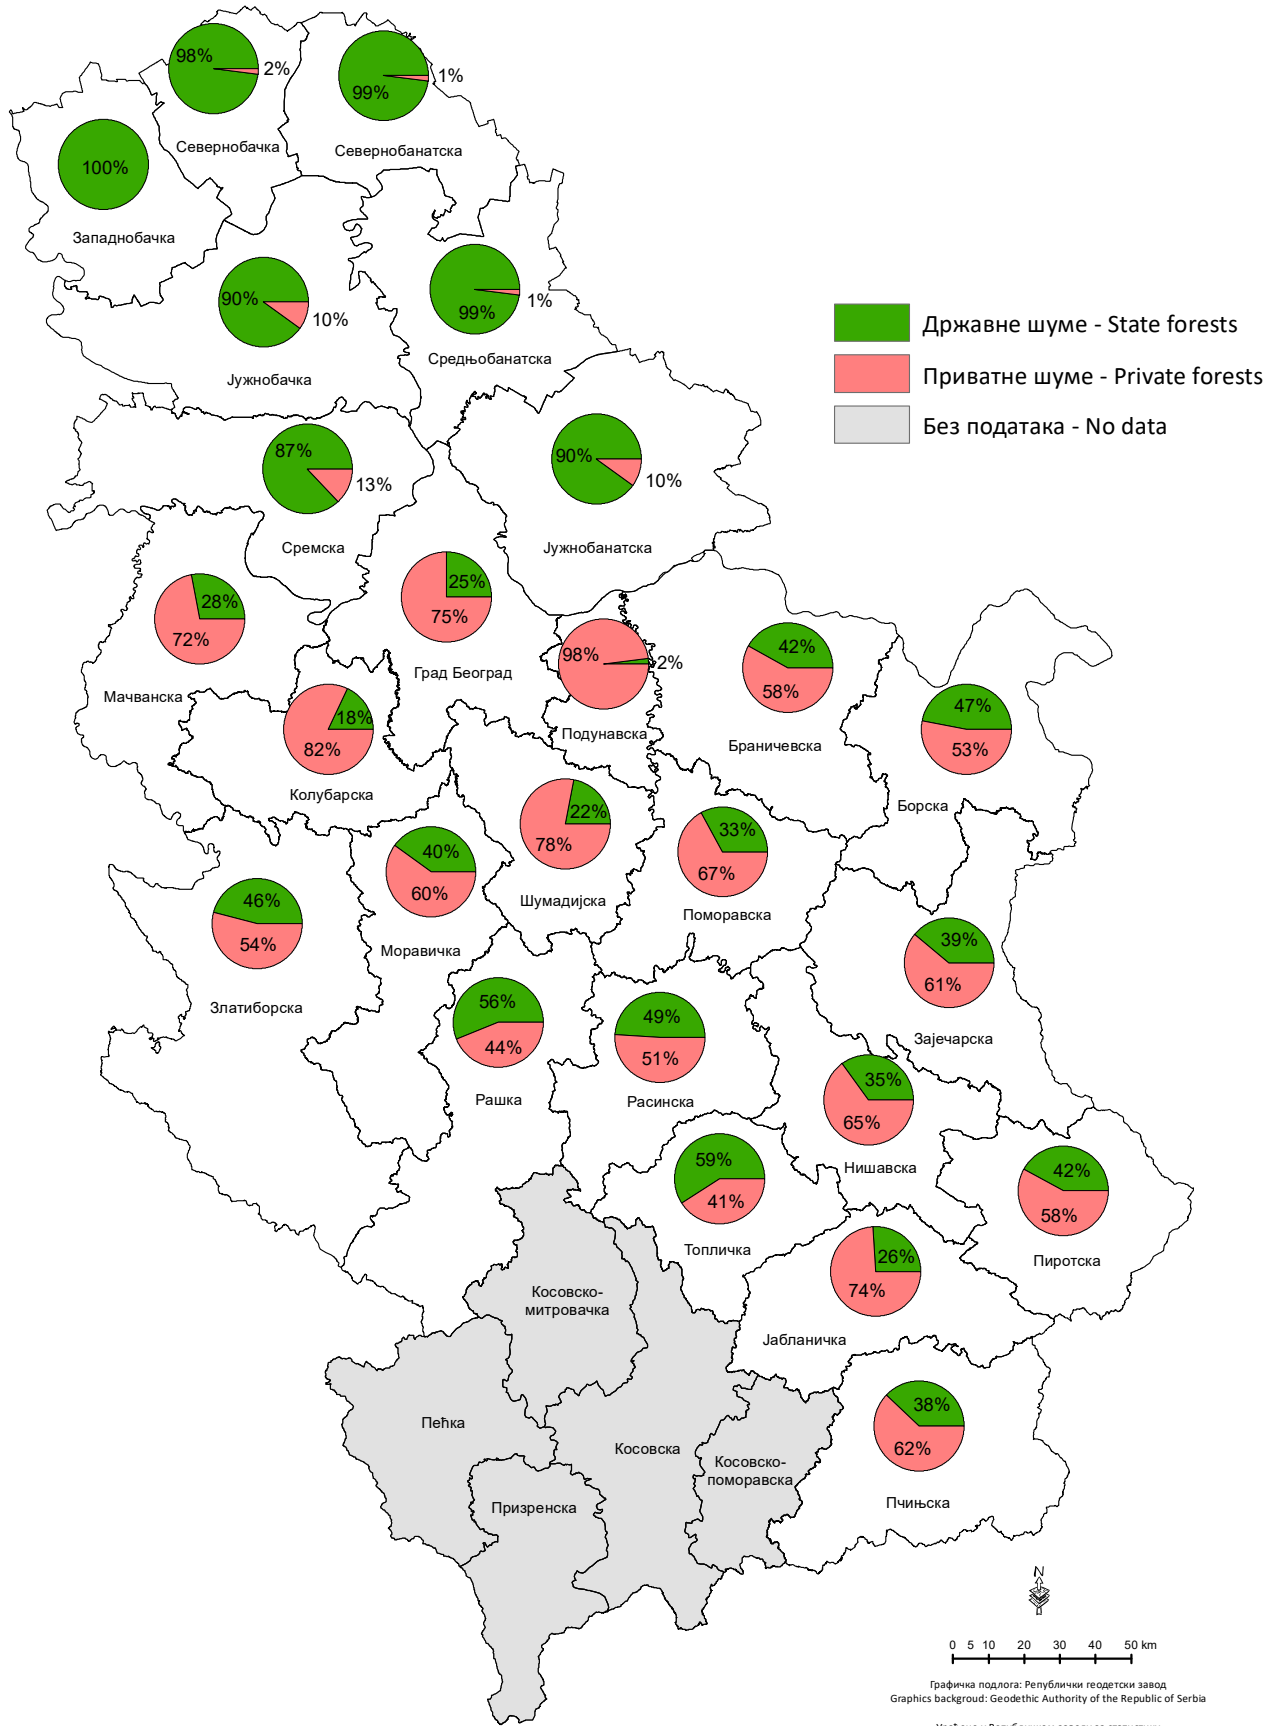 98%
2%
Севернобачка
99%
1%
Севернобанатска
100%
Западнобачка
90%
10%
Јужнобачка
99%
1%
Средњобанатска
Државне шуме - State forests
Приватне шуме - Private forests
Без података - No data
87%
13%
Сремска
90%
10%
Јужнобанатска
28%
72%
Мачванска
25%
75%
Град Београд
98%
2%
Подунавска
42%
58%
Браничевска
47%
53%
Борска
18%
82%
Колубарска
22%
78%
Шумадијска
33%
67%
Поморавска
40%
60%
Моравичка
46%
54%
Златиборска
39%
61%
Зајечарска
56%
44%
Рашка
49%
51%
Расинска
35%
65%
Нишавска
59%
41%
Топличка
42%
58%
Пиротска
26%
74%
Јабланичка
Косовско-
митровачка
38%
62%
Пчињска
Пећка
Косовска
Косовско-
поморавска
Призренска
N
0 5 10 20 30 40 50 km
Графичка подлога: Републички геодетски завод
Graphics backgroud: Geodethic Authority of the Republic of Serbia